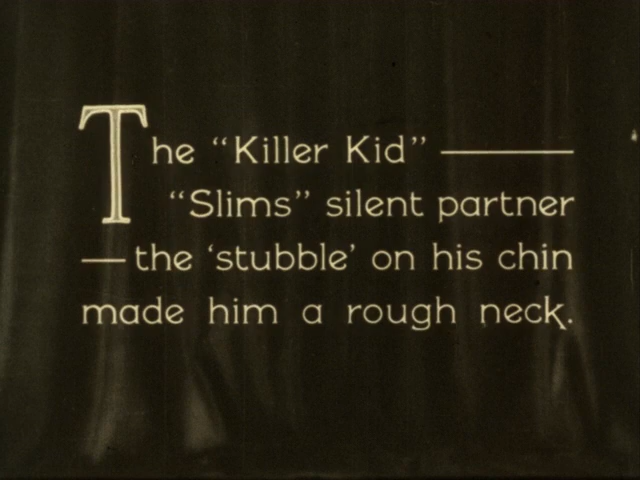 The “Killer Kid” ———
“Slims” silent partner
— the ‘stubble’ on his chin
made him a rough neck.